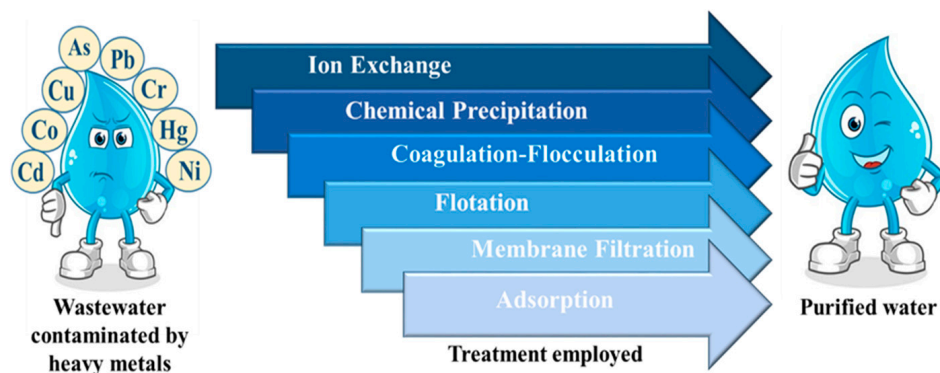 As
Pb
Cu
Cr
Co
Hg
Cd
Ni
Wastewater
contaminated by
heavy metals
Ion Exchange
Chemical Precipitation
Coagulation-Flocculation
Flotation
Membrane Filtration
Adsorption
Treatment employed
Purified water